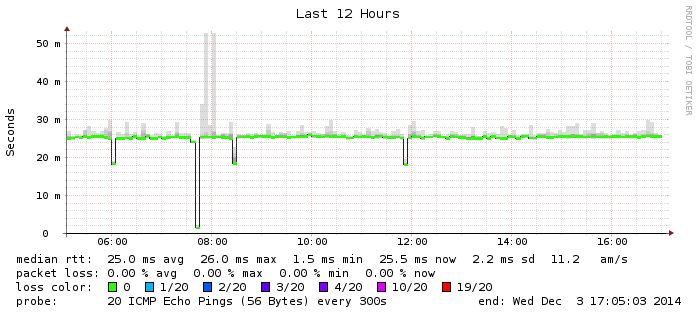 Last 12 Hours
RRDTOOL / TOBI OETIKER
Seconds
50 m
40 m
30 m
20 m
10 m
0
06:00 08:00 10:00 12:00 14:00 16:00
median rtt: 25.0 ms avg 26.0 ms max 1.5 ms min 25.5 ms now 2.2 ms sd 11.2 am/s
packet loss: 0.00 % avg 0.00 % max 0.00 % min 0.00 % now
loss color: 0 1/20 2/20 3/20 4/20 10/20 19/20
probe: 20 ICMP Echo Pings (56 Bytes) every 300s end: Wed Dec 3 17:05:03 2014